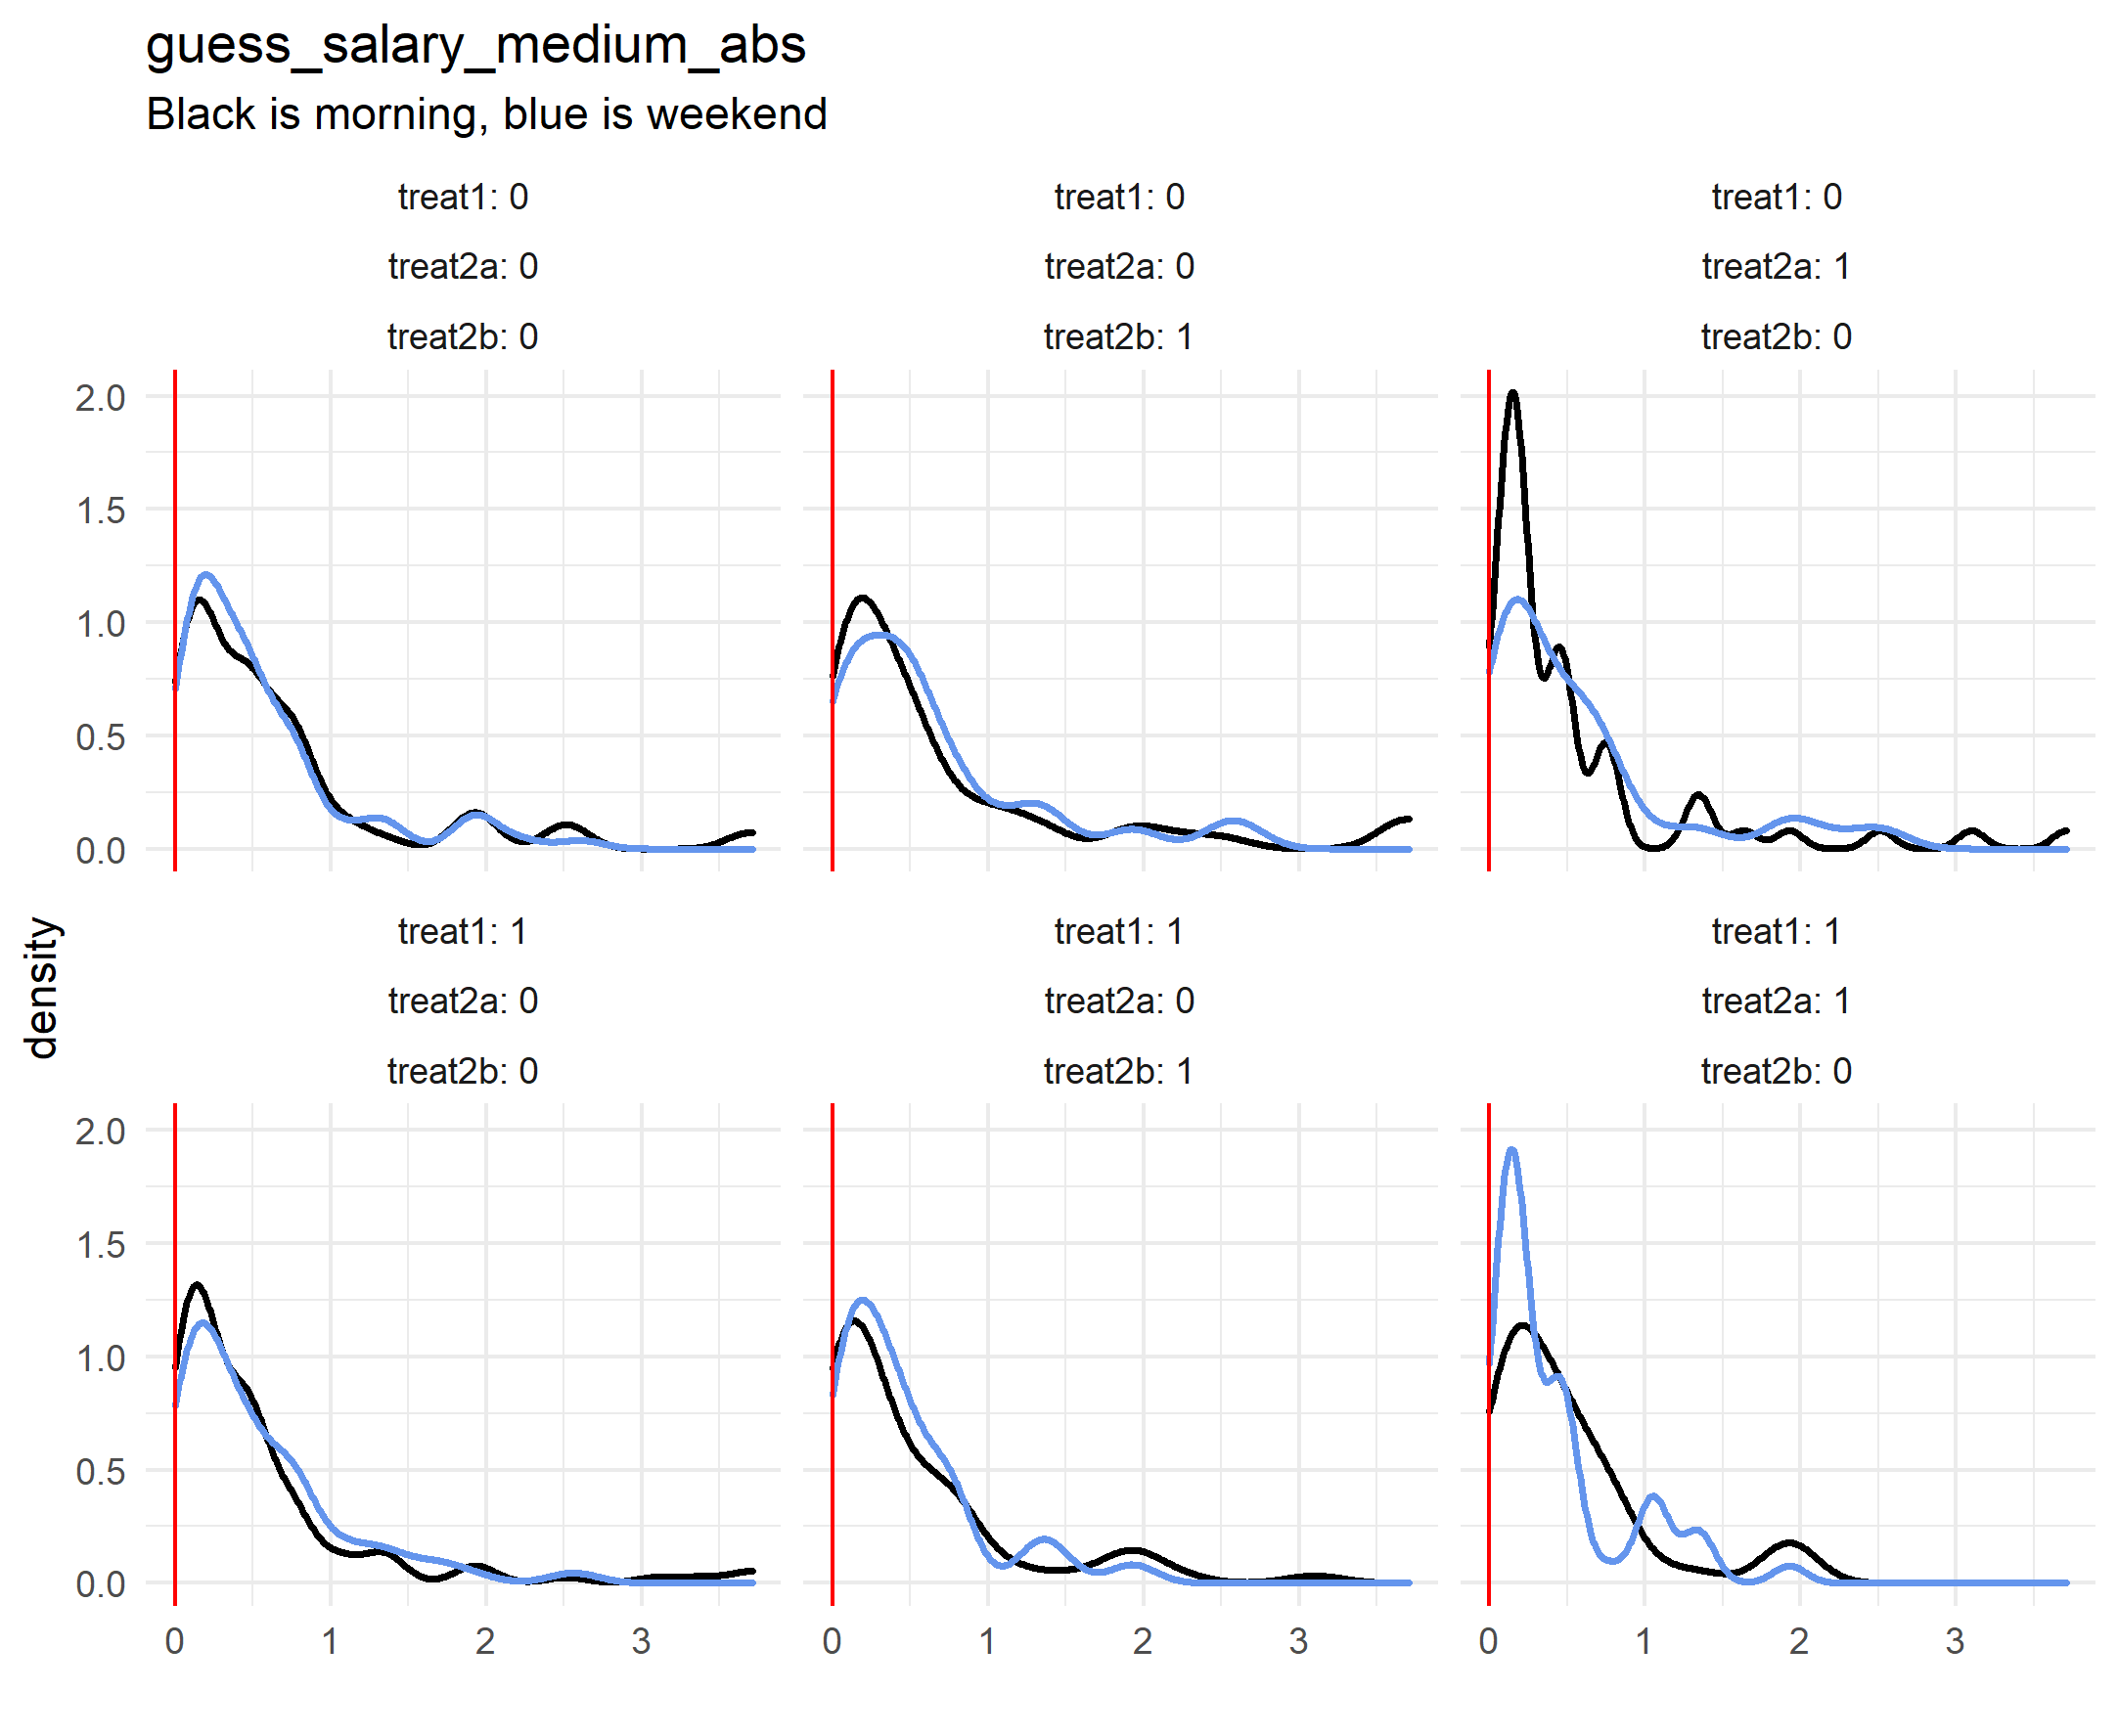 guess_salary_medium_abs
Black is morning, blue is weekend
treat1: 0
treat2a: 0
treat2b: 0
treat1: 0
treat2a: 0
treat2b: 1
treat1: 0
treat2a: 1
treat2b: 0
2.0
1.5
1.0
0.5
0.0
density
treat1: 1
treat2a: 0
treat2b: 0
treat1: 1
treat2a: 0
treat2b: 1
treat1: 1
treat2a: 1
treat2b: 0
2.0
1.5
1.0
0.5
0.0
0 1 2 3
0 1 2 3
0 1 2 3